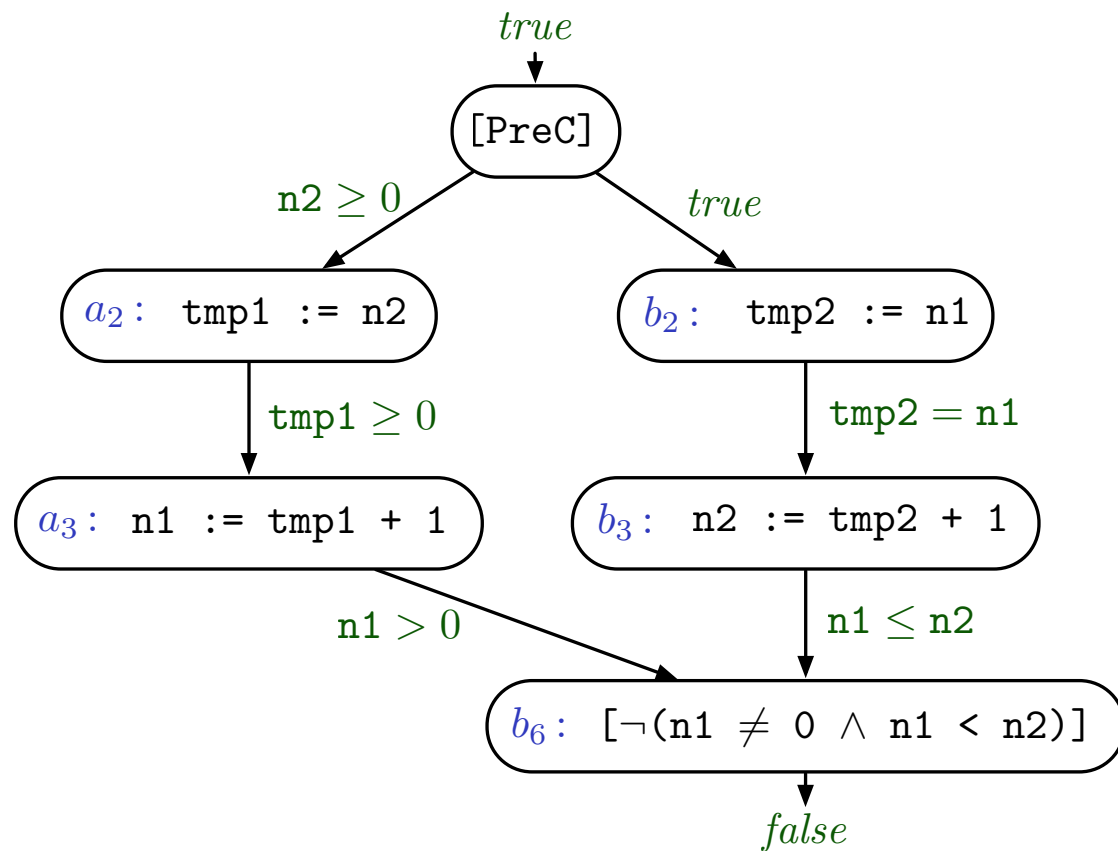 true
[PreC]
n2 ≥ 0
true
a₂: tmp1 := n2
b₂: tmp2 := n1
tmp1 ≥ 0
tmp2 = n1
a₃: n1 := tmp1 + 1
b₃: n2 := tmp2 + 1
n1 > 0
n1 ≤ n2
b₆: [¬(n1 ≠ 0 ∧ n1 < n2)]
false